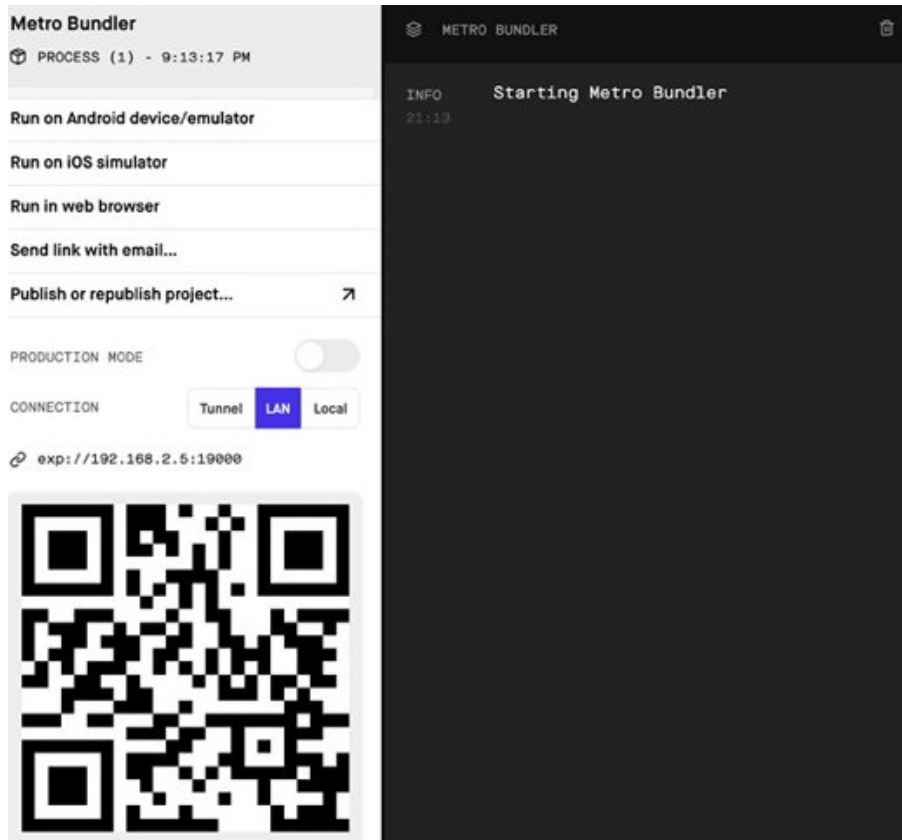 Metro Bundler
PROCESS (1) - 9:13:17 PM
Run on Android device/emulator
Run on iOS simulator
Run in web browser
Send link with email...
Publish or republish project...
PRODUCTION MODE
CONNECTION Tunnel LAN Local
exp://192.168.2.5:19000
METRO BUNDLER
INFO Starting Metro Bundler
21:13